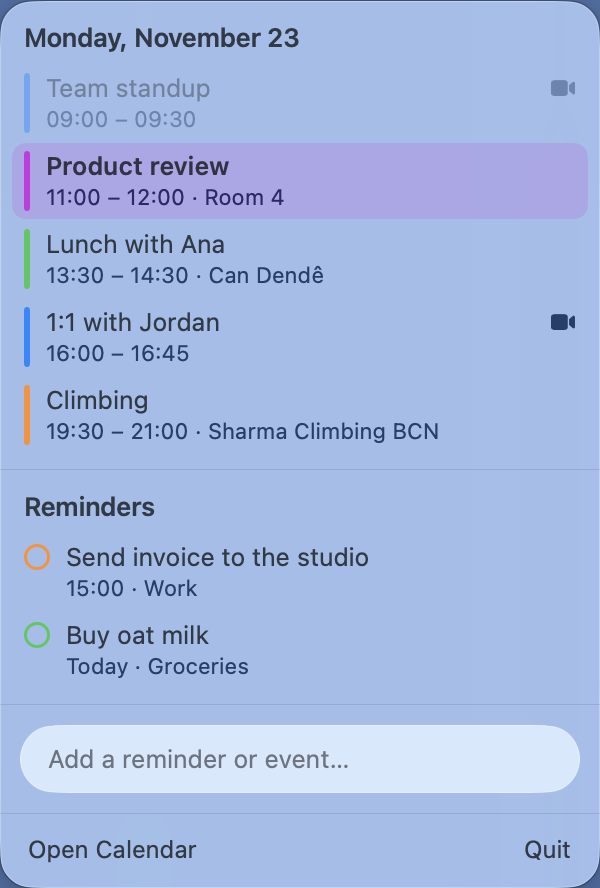 Monday, November 23
Team standup
09:00 – 09:30
Product review
11:00 – 12:00 · Room 4
Lunch with Ana
13:30 – 14:30 · Can Dendê
1:1 with Jordan
16:00 – 16:45
Climbing
19:30 – 21:00 · Sharma Climbing BCN
Reminders
Send invoice to the studio
15:00 · Work
Buy oat milk
Today · Groceries
Add a reminder or event...
Open Calendar
Quit